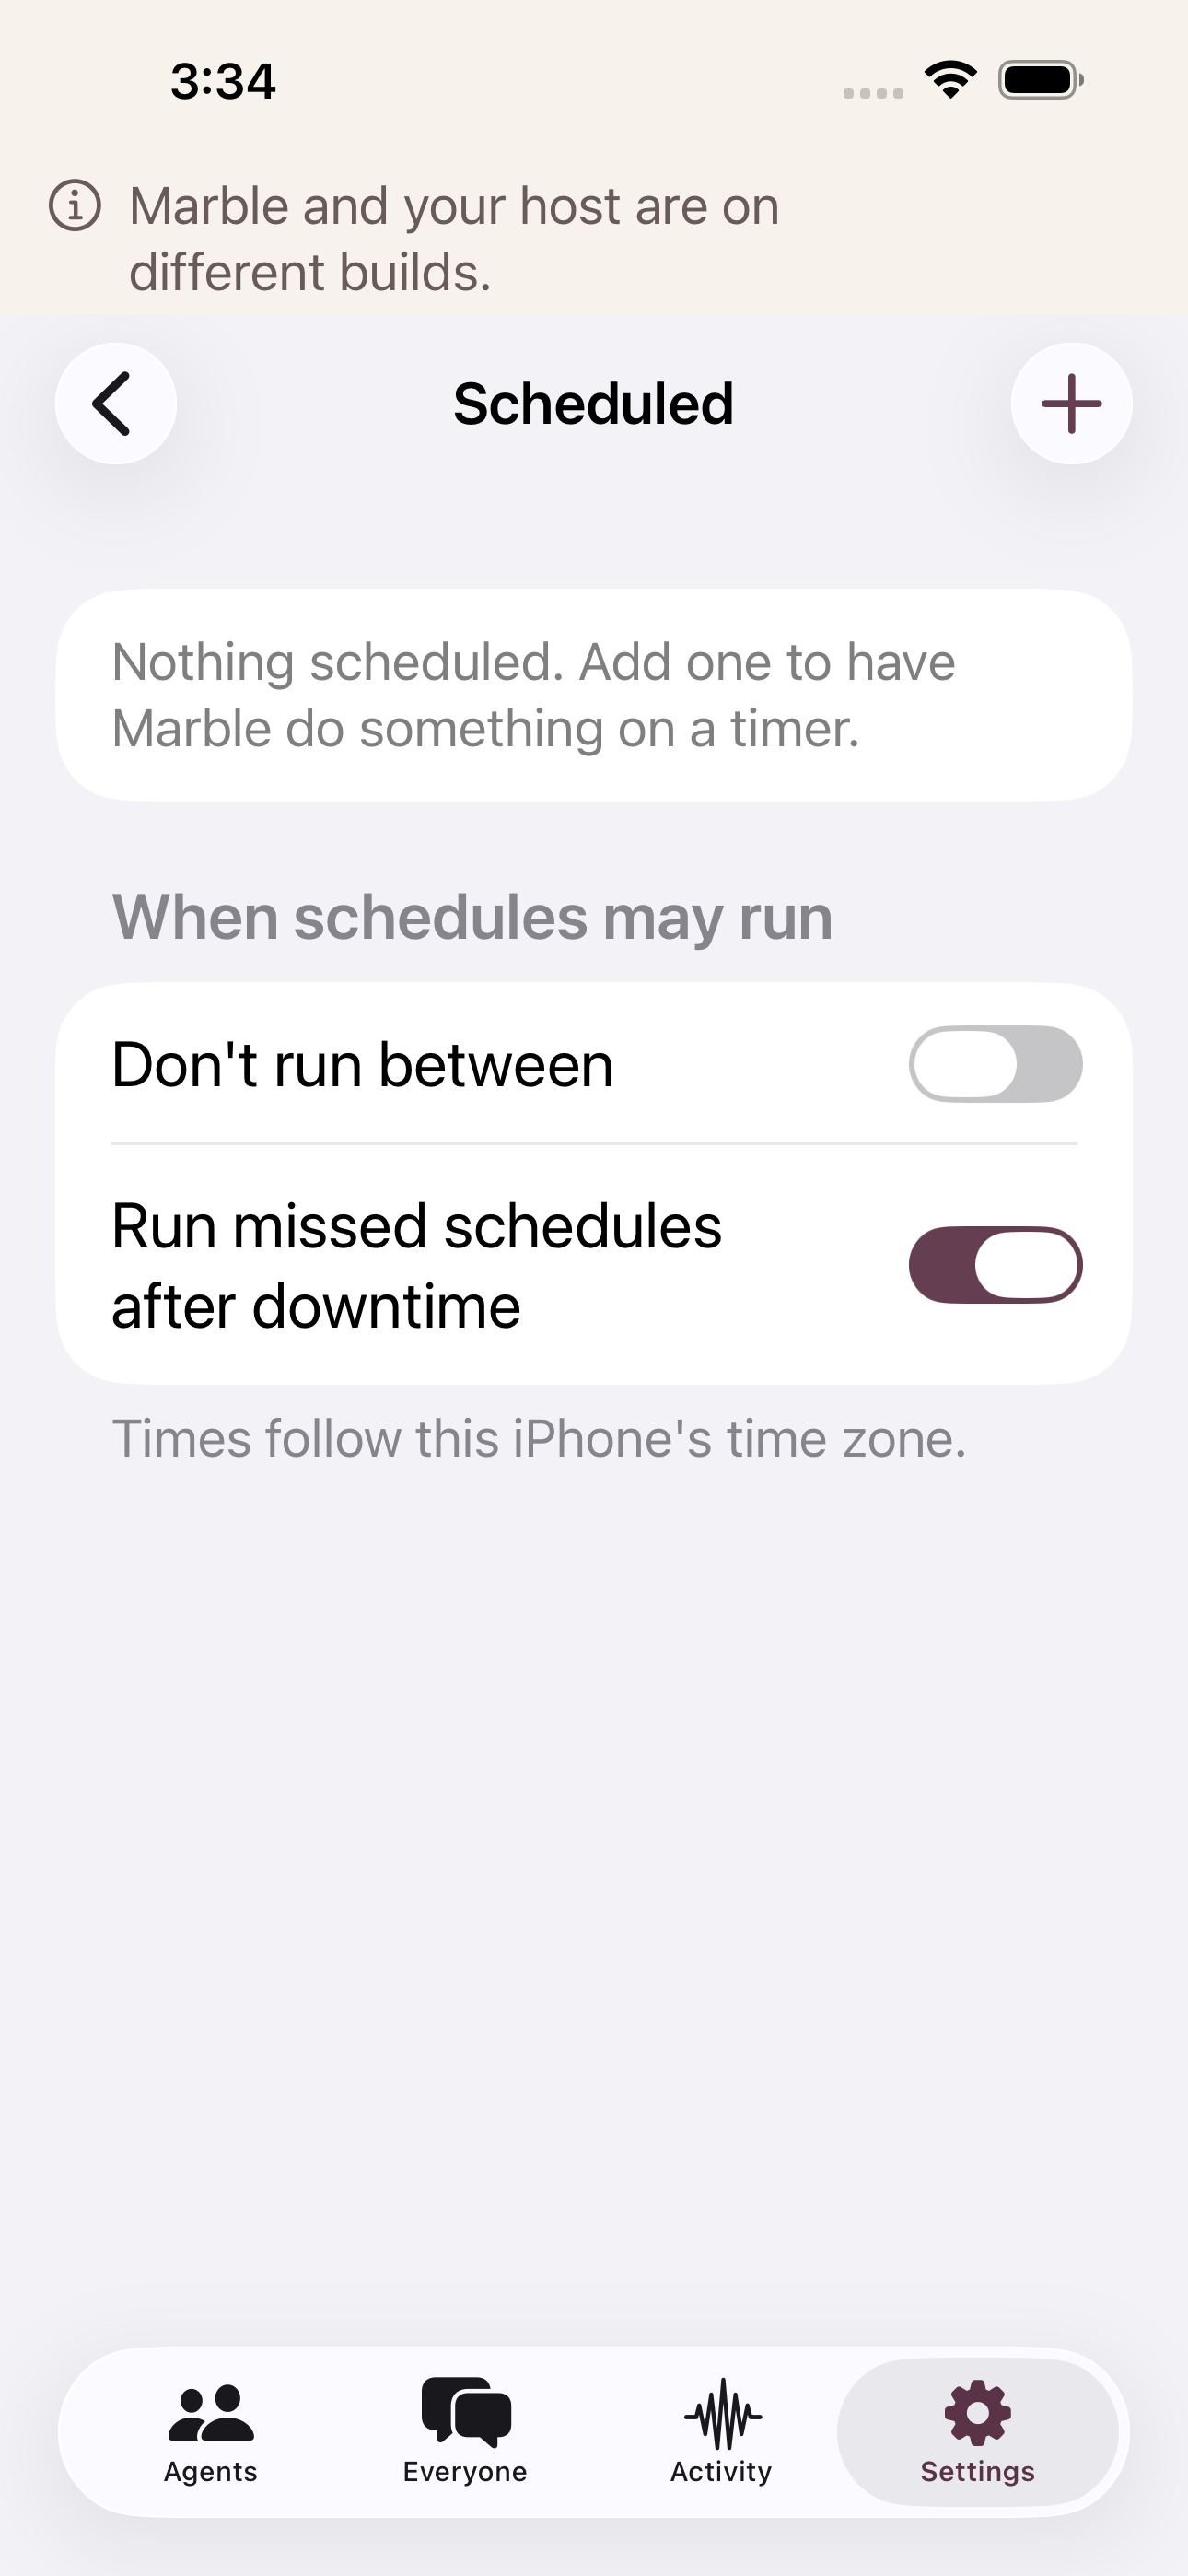 3:34
Marble and your host are on
different builds.
Scheduled
Nothing scheduled. Add one to have
Marble do something on a timer.
When schedules may run
Don't run between
Run missed schedules
after downtime
Times follow this iPhone's time zone.
Agents
Everyone
Activity
Settings